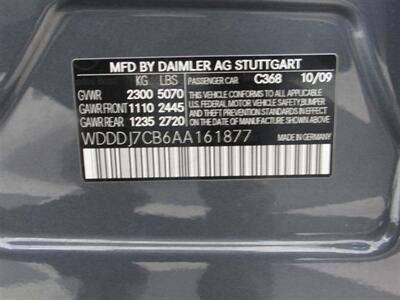 MFD BY DAIMLER AG STUTTGART
KG LBS PASSENGER CAR C368 10/09
GVWR 2300 5070 THIS VEHICLE CONFORMS TO ALL
GAWR FRONT 1110 2445 APPLICABLE U.S. FEDERAL
GAWR REAR 1235 2720 MOTOR VEHICLE SAFETY, BUMPER
AND THEFT PREVENTION STANDARDS IN EFFECT ON
THE DATE OF MANUFACTURE SHOWN ABOVE
WDDDJ7CB6AA161877
MADE IN GERMANY